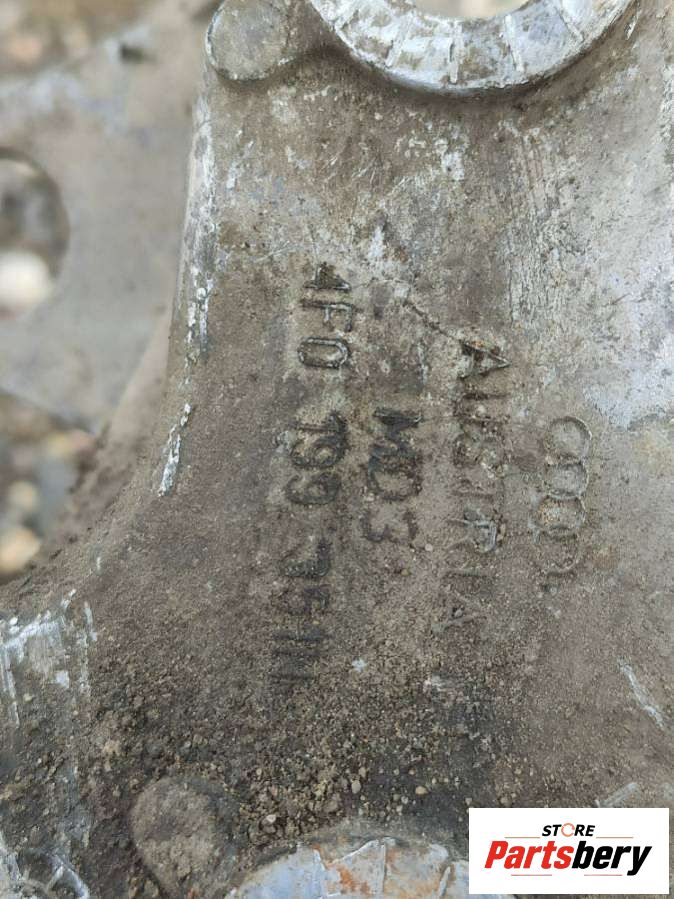 4F0 199 351
MD3
AUSTRIA
STORE
Partsbery